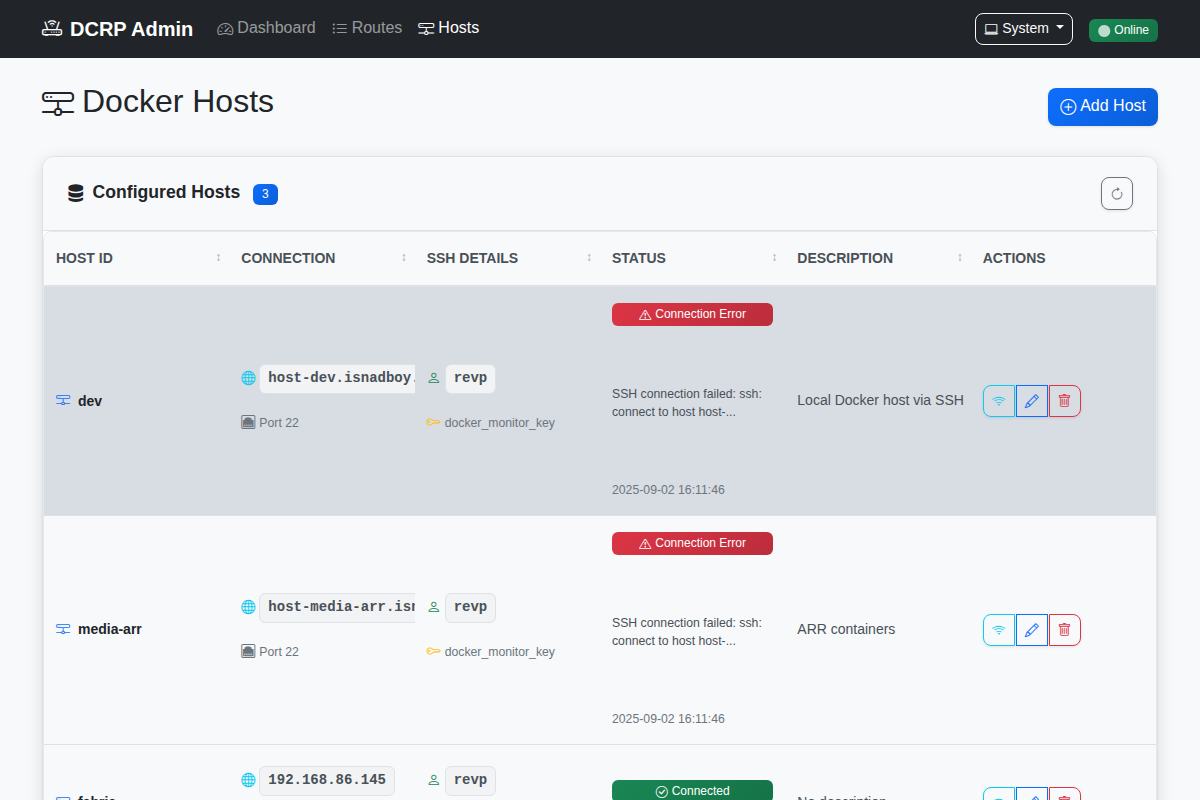 DCRP Admin Dashboard Routes Hosts System Online
Docker Hosts
Add Host
Configured Hosts 3
HOST ID CONNECTION SSH DETAILS STATUS DESCRIPTION ACTIONS
Connection Error
host-dev.isnadboy. revp
dev
SSH connection failed: ssh:
connect to host host-...
Local Docker host via SSH
Port 22 docker_monitor_key
2025-09-02 16:11:46
Connection Error
host-media-arr.isn revp
media-arr
SSH connection failed: ssh:
connect to host host-...
ARR containers
Port 22 docker_monitor_key
2025-09-02 16:11:46
192.168.86.145 revp
Connected
No description